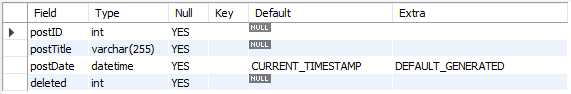 Field Type Null Key Default Extra
postID int YES NULL
postTitle varchar(255) YES NULL
postDate datetime YES CURRENT_TIMESTAMP DEFAULT_GENERATED
deleted int YES NULL